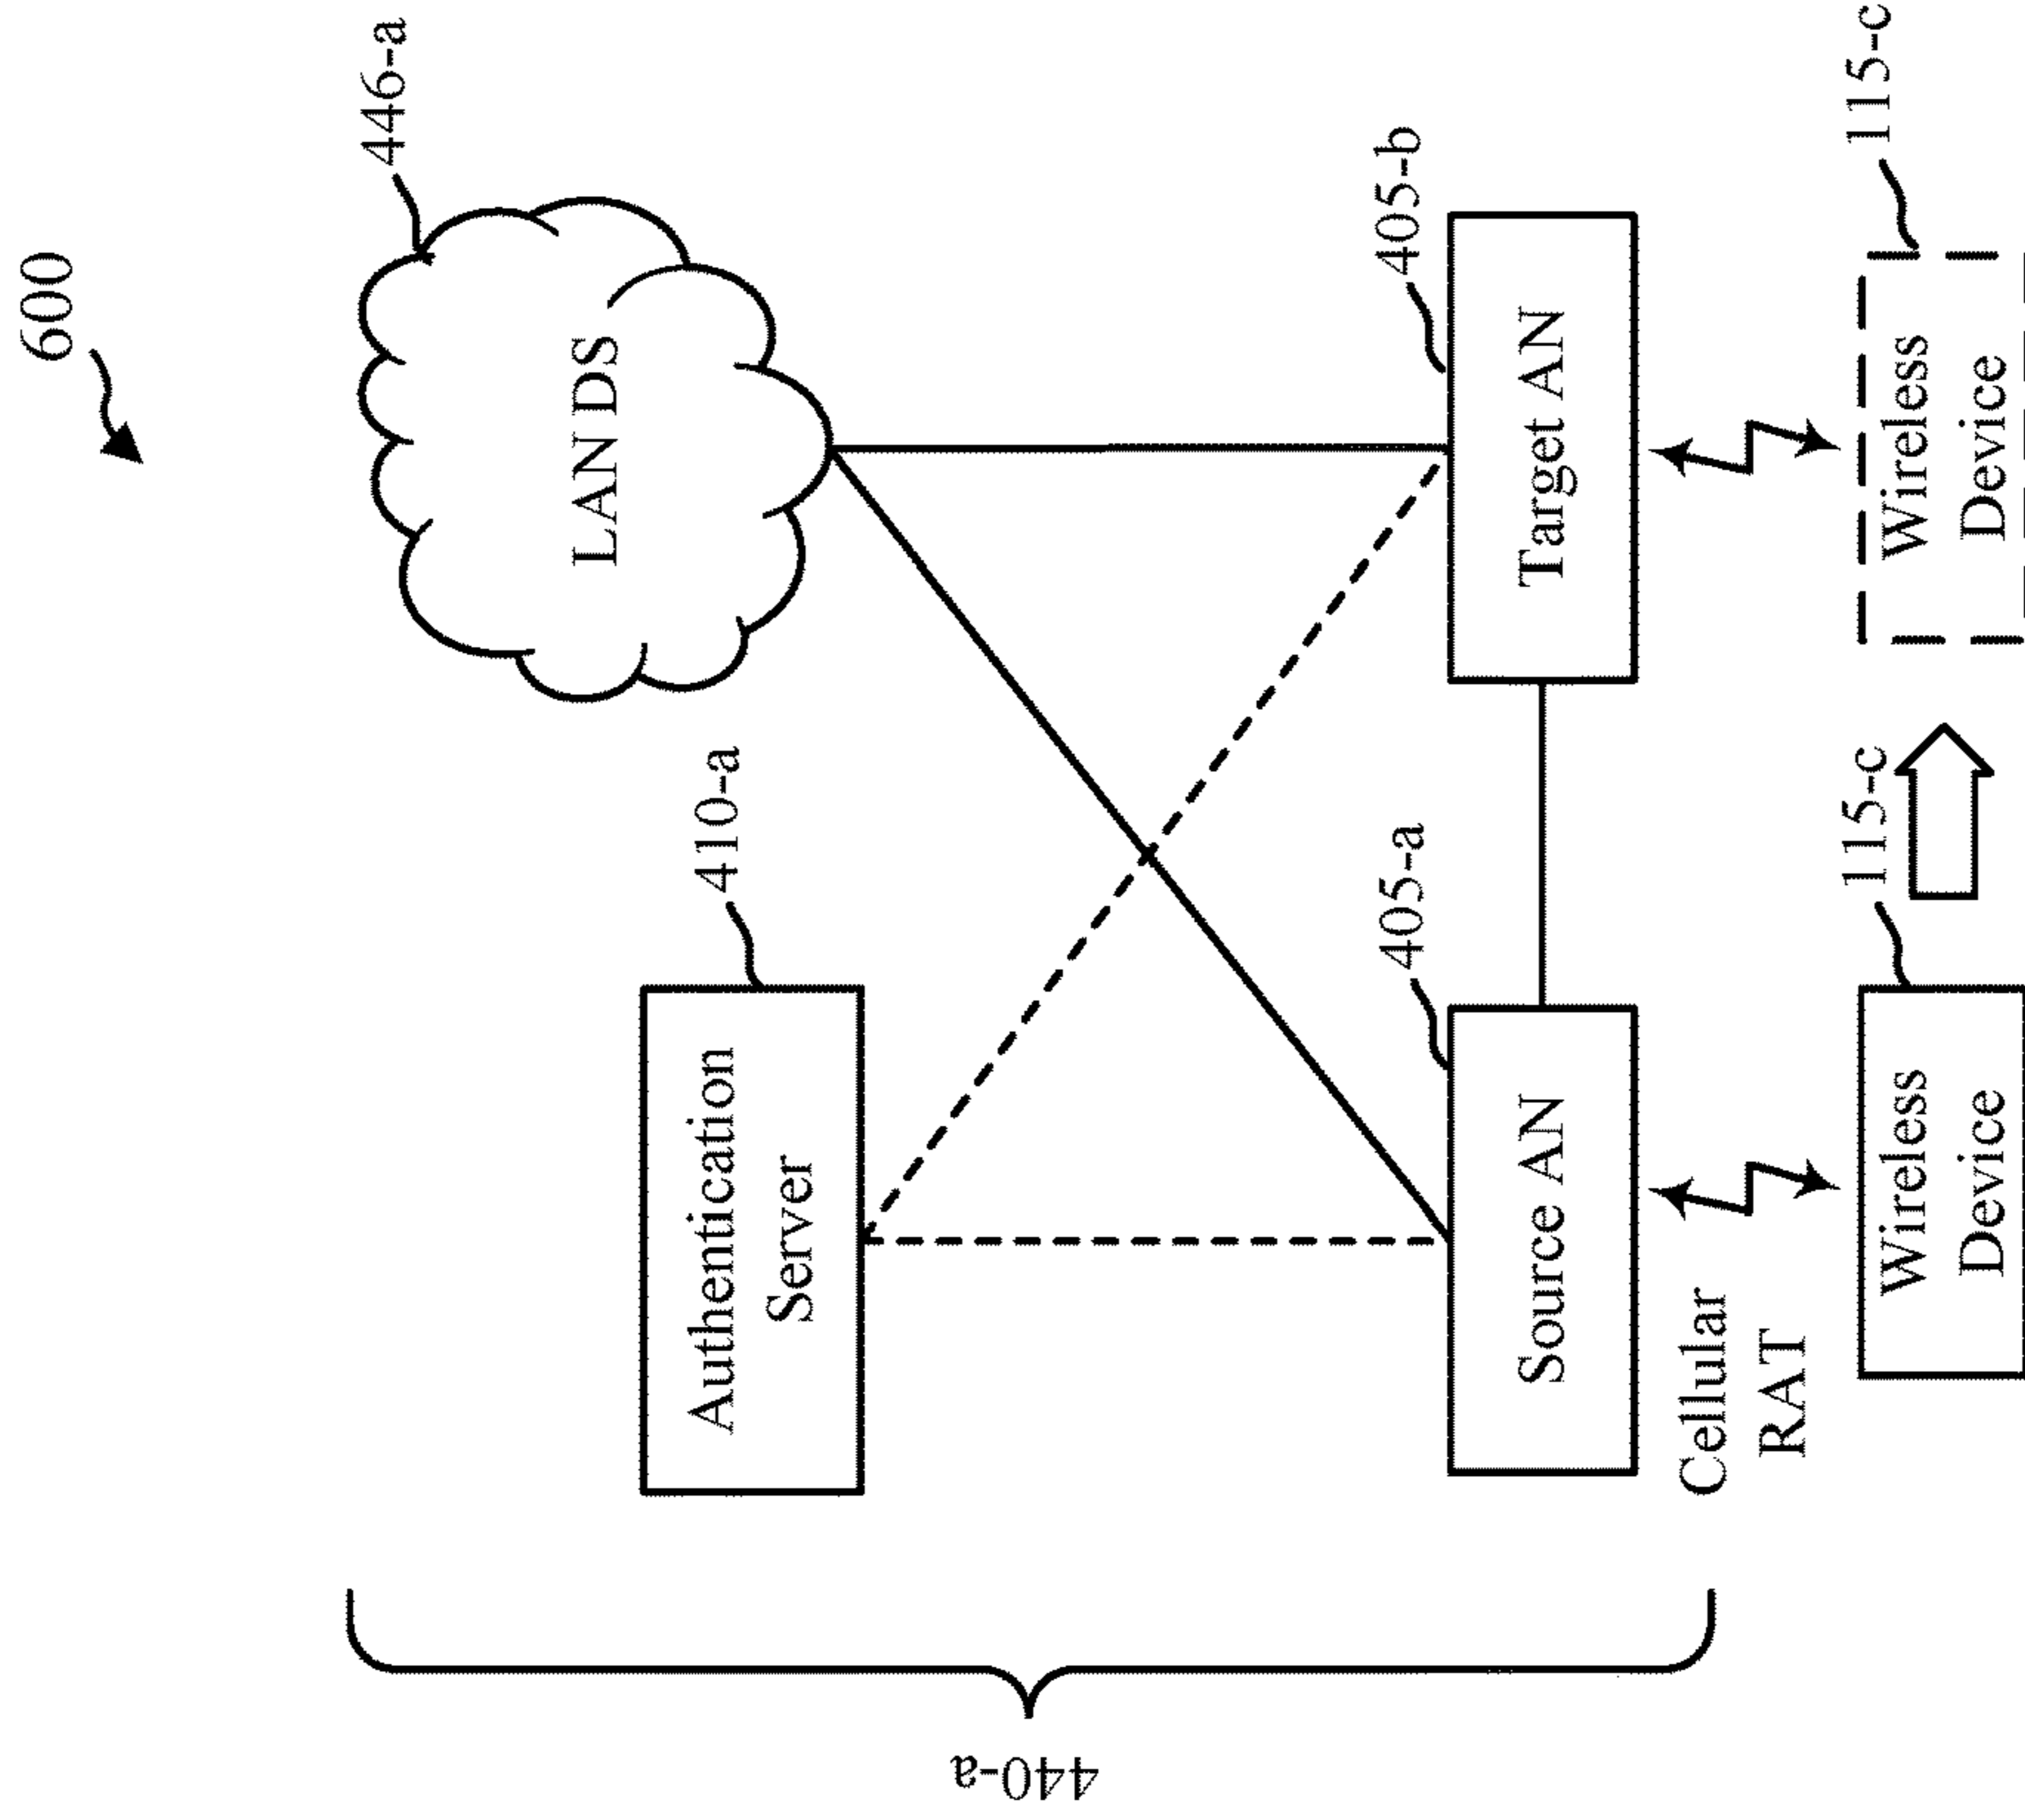 600
446-a
LAN DS
410-a
Authentication
Server
440-a
405-a
405-b
Source AN
Target AN
Cellular
RAT
115-c
115-c
Wireless
Device
Wireless
Device